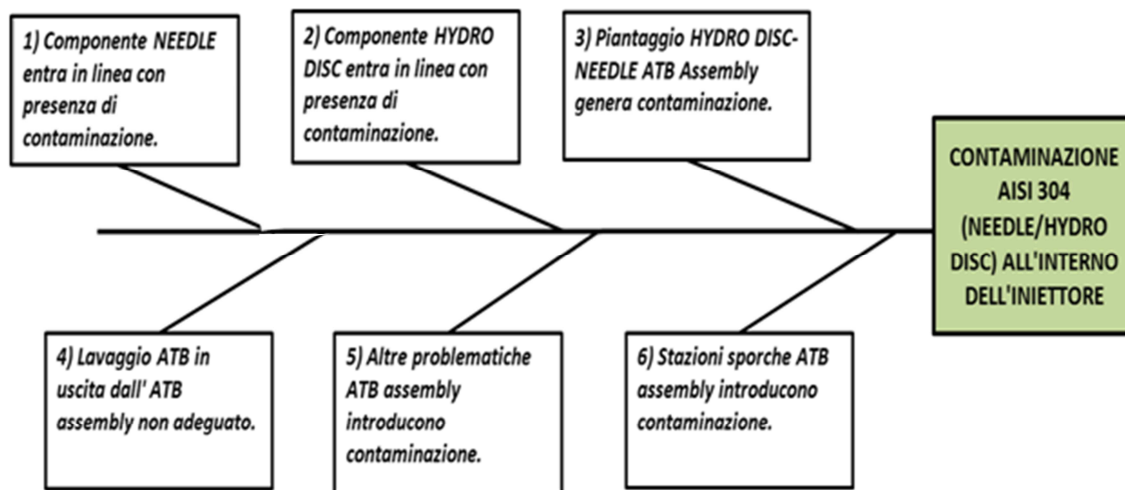 1) Componente NEEDLE
entra in linea con
presenza di
contaminazione.
2) Componente HYDRO
DISC entra in linea con
presenza di
contaminazione.
3) Piantaggio HYDRO DISC-
NEEDLE ATB Assembly
genera contaminazione.
CONTAMINAZIONE
AISI 304
(NEEDLE/HYDRO
DISC) ALL'INTERNO
DELL'INIETTORE
4) Lavaggio ATB in
uscita dall' ATB
assembly non adeguato.
5) Altre problematiche
ATB assembly
introducono
contaminazione.
6) Stazioni sporche ATB
assembly introducono
contaminazione.